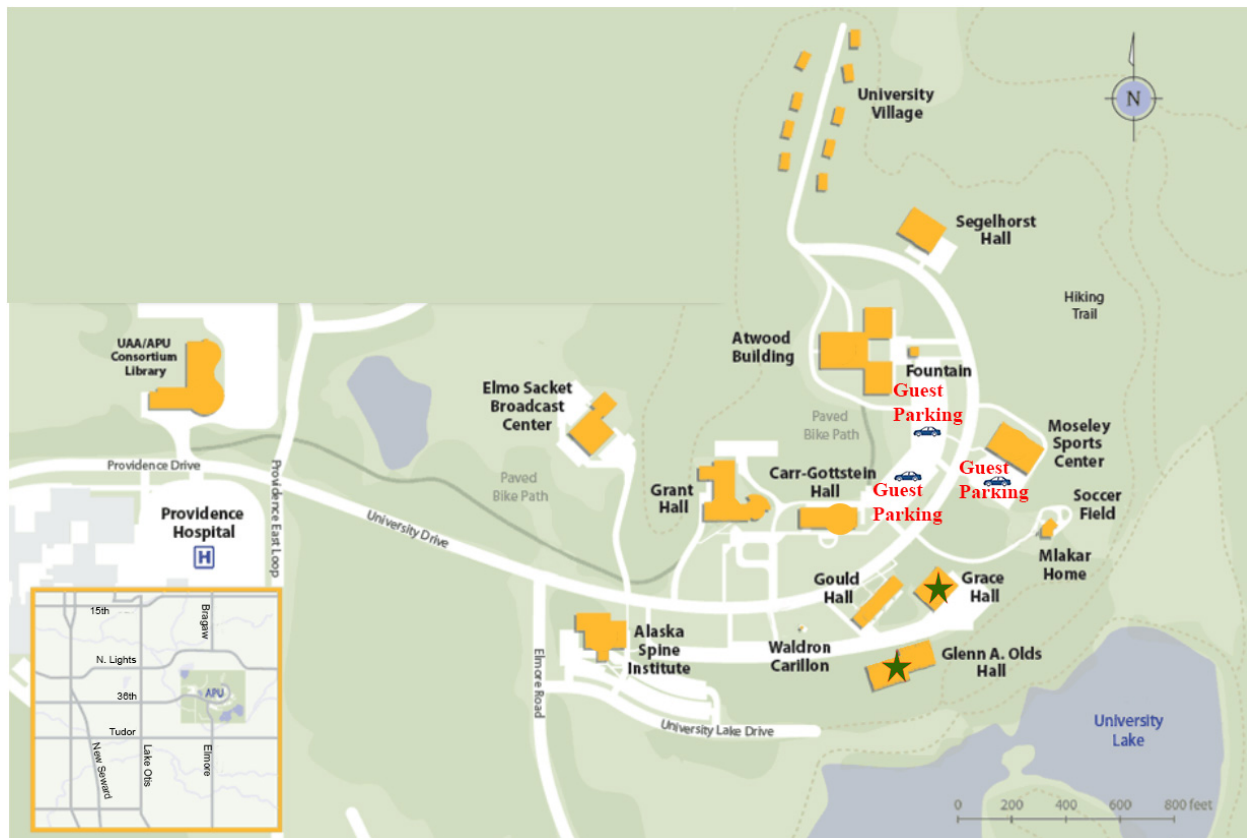 University
Village
N
Segelhorst
Hall
Hiking
Trail
UAA/APU
Consortium
Library
Atwood
Building
Fountain
Elmo Sacket
Broadcast
Center
Guest
Parking
Paved
Bike Path
Moseley
Sports
Center
Providence Drive
Providence East Loop
Paved
Bike Path
Grant
Hall
Carr-Gottstein
Hall
Guest
Parking
Guest
Parking
Soccer
Field
Providence
Hospital
H
University Drive
Mlakar
Home
Gould
Hall
Grace
Hall
Elmore Road
Alaska
Spine
Institute
Waldron
Carillon
Glenn A. Olds
Hall
University Lake Drive
University
Lake
15th
Bragaw
N. Lights
36th
APU
Tudor
New Seward
Lake Otis
Elmore
0 200 400 600 800 feet